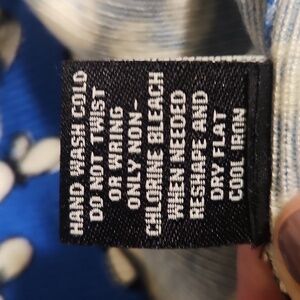 HAND WASH COLD
DO NOT TWIST
OR WRING
ONLY NON-
CHLORINE BLEACH
WHEN NEEDED
RESHAPE AND
DRY FLAT
COOL IRON